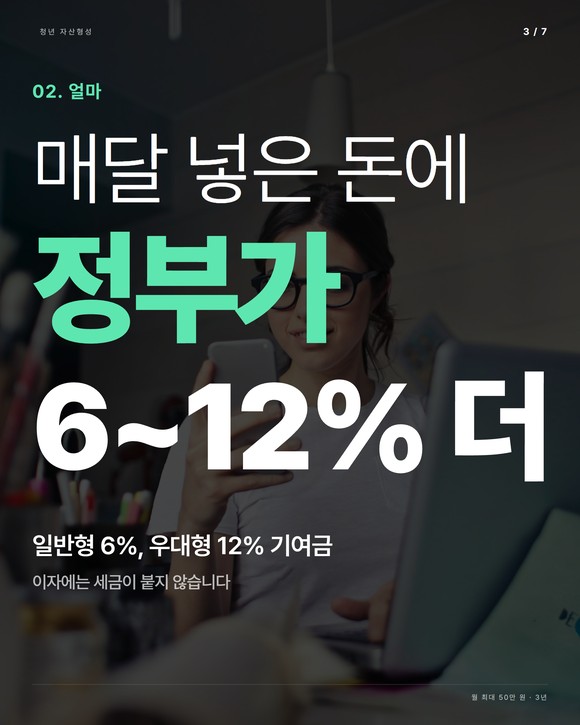 청년 자산형성
3 / 7
02. 얼마
매달 넣은 돈에
정부가
6~12% 더
일반형 6%, 우대형 12% 기여금
이자에는 세금이 붙지 않습니다
월 최대 50만 원 · 3년